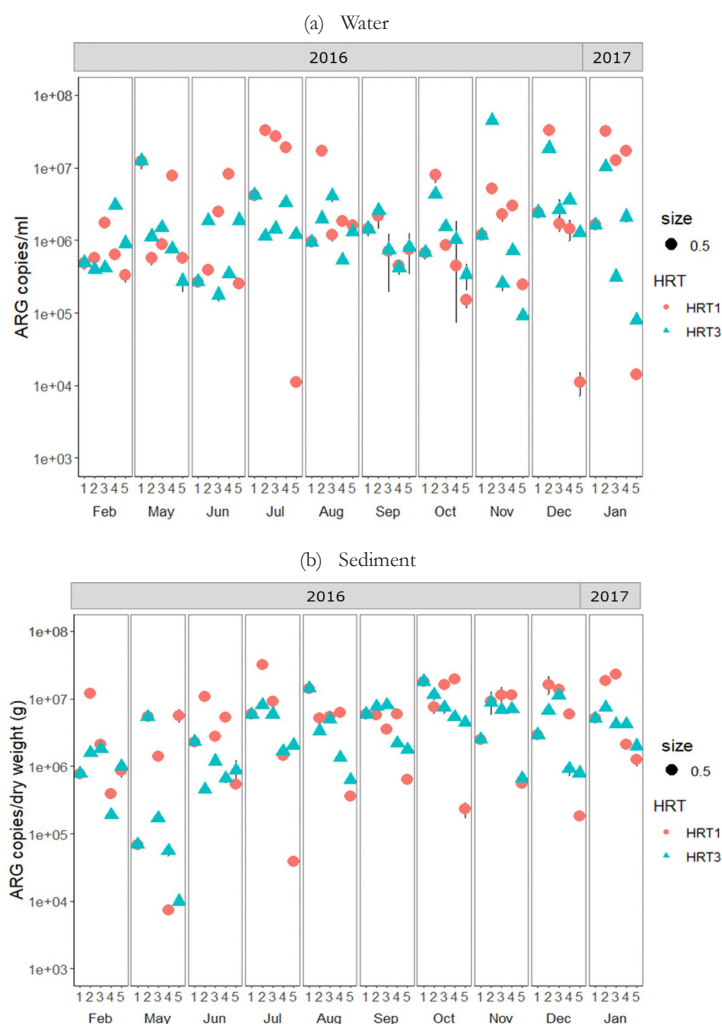 (a) Water
2016 2017
1e+08
1e+07
1e+06
1e+05
1e+04
1e+03
ARG copies/ml
1 2 3 4 5 1 2 3 4 5 1 2 3 4 5 1 2 3 4 5 1 2 3 4 5 1 2 3 4 5 1 2 3 4 5 1 2 3 4 5 1 2 3 4 5 1 2 3 4 5
Feb May Jun Jul Aug Sep Oct Nov Dec Jan
size
0.5
HRT
HRT1
HRT3
(b) Sediment
2016 2017
1e+08
1e+07
1e+06
1e+05
1e+04
1e+03
ARG copies/dry weight (g)
1 2 3 4 5 1 2 3 4 5 1 2 3 4 5 1 2 3 4 5 1 2 3 4 5 1 2 3 4 5 1 2 3 4 5 1 2 3 4 5 1 2 3 4 5 1 2 3 4 5
Feb May Jun Jul Aug Sep Oct Nov Dec Jan
size
0.5
HRT
HRT1
HRT3